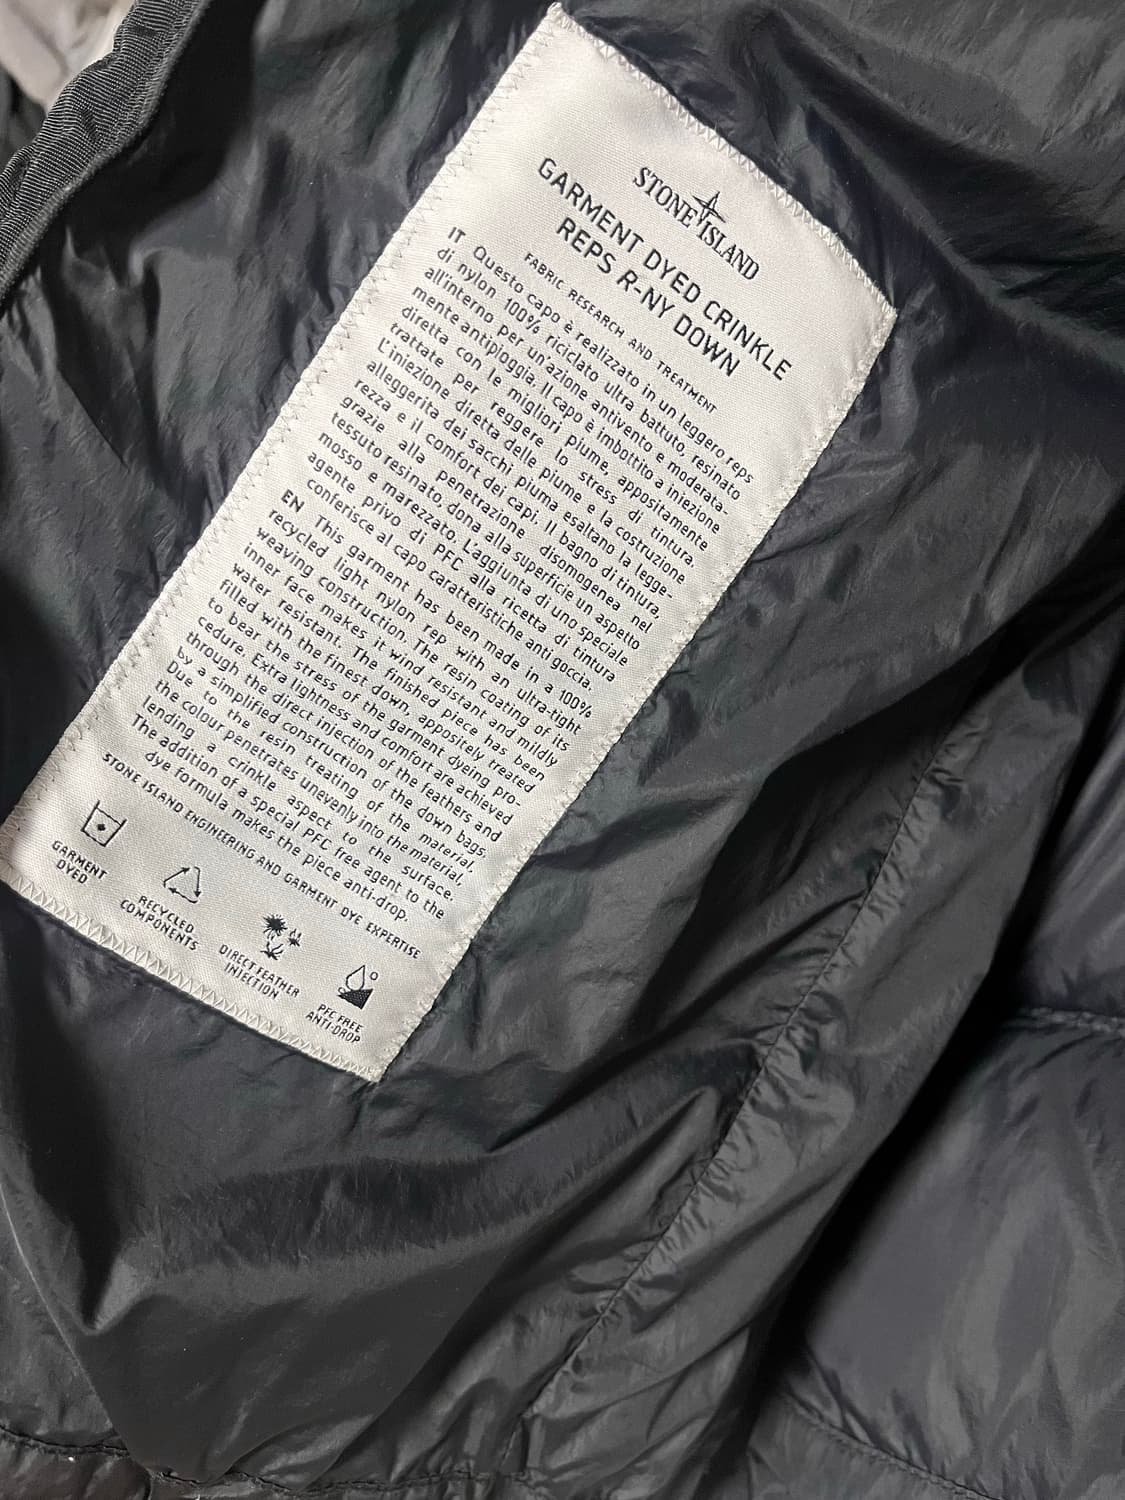 STONE ISLAND
GARMENT DYED CRINKLE
REPS R-NY DOWN
FABRIC RESEARCH AND TREATMENT
IT Questo capo è realizzato in un leggero reps
di nylon 100% riciclato ultra battuto, resinato
all'interno per un'azione antivento e moderata-
mente antipioggia. Il capo è imbottito a iniezione
diretta con le migliori piume, appositamente
trattate per reggere lo stress di tintura.
L'iniezione diretta delle piume e la costruzione
alleggerita dei sacchi piuma esaltano la legge-
rezza e il comfort dei capi. Il bagno di tintura
grazie alla penetrazione disomogenea nel
tessuto resinato, dona alla superficie un aspetto
mosso e marezzato. L'aggiunta di uno speciale
agente privo di PFC alla ricetta di tintura
conferisce al capo caratteristiche anti goccia.
EN This garment has been made in a 100%
recycled light nylon rep with an ultra-tight
weaving construction. The resin coating of its
inner face makes it wind resistant and mildly
water resistant. The finished piece has been
filled with the finest down, appositely treated
to bear the stress of the garment dyeing pro-
cedure. Extra lightness and comfort are achieved
through the direct injection of the feathers and
by a simplified construction of the down bags.
Due to the resin treating of the material,
the colour penetrates unevenly into the material,
lending a crinkle aspect to the surface.
The addition of a special PFC free agent to the
dye formula makes the piece anti-drop.
STONE ISLAND ENGINEERING AND GARMENT DYE EXPERTISE
GARMENT
DYED
RECYCLED
COMPONENTS
DIRECT FEATHER
INJECTION
PFC FREE
ANTI-DROP